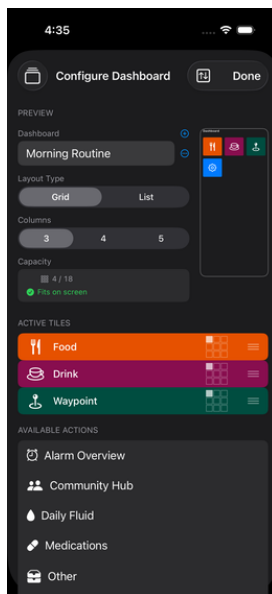 4:35
Configure Dashboard
Done
PREVIEW
Dashboard
Morning Routine
Layout Type
Grid
List
Columns
3
4
5
Capacity
4 / 18
Fits on screen
Dashboard
ACTIVE TILES
Food
Drink
Waypoint
AVAILABLE ACTIONS
Alarm Overview
Community Hub
Daily Fluid
Medications
Other